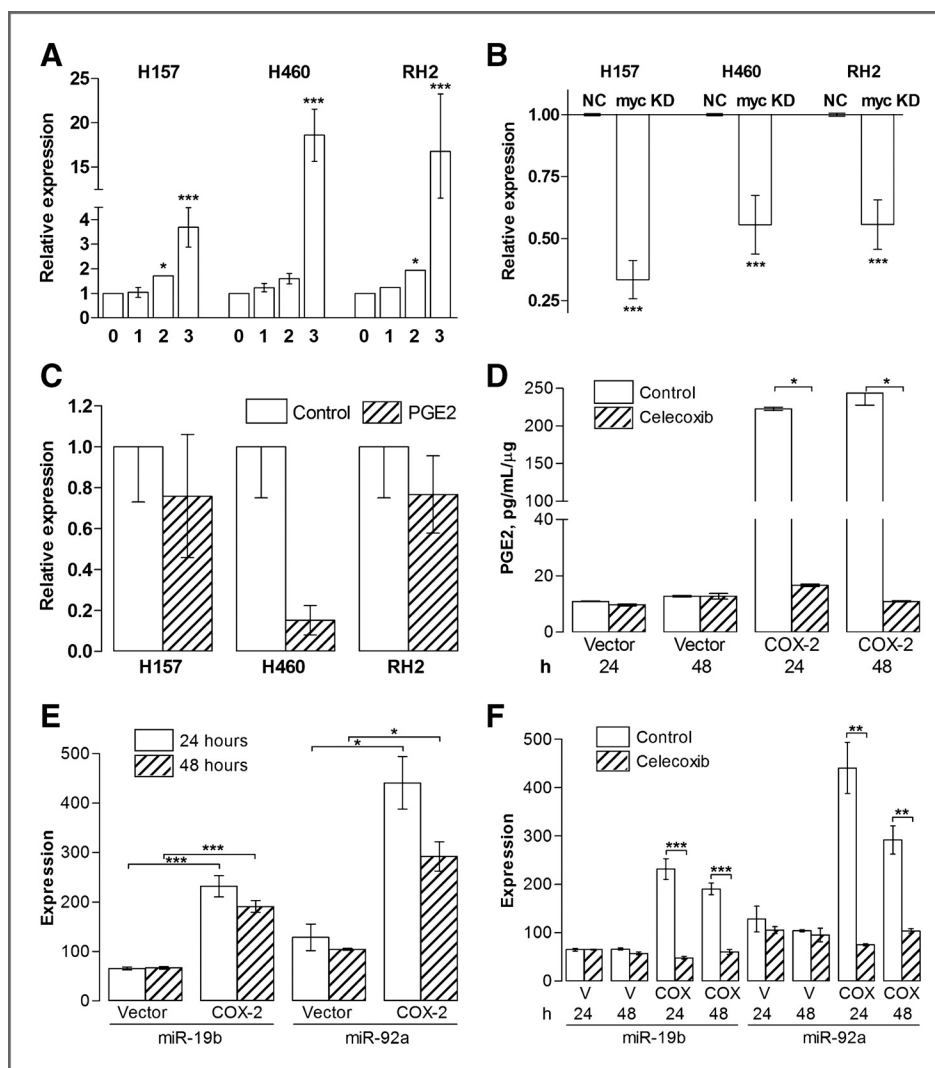 A
H157 H460 RH2
Relative expression
25
20
15
10
5
4
2
1
0
*** *** ***
* *
0 1 2 3 0 1 2 3 0 1 2 3
B
H157 H460 RH2
NC myc KD NC myc KD NC myc KD
Relative expression
1.00
0.75
0.50
0.25
*** *** ***
C
Control PGE2
Relative expression
1.2
1.0
0.8
0.6
0.4
0.2
0.0
H157 H460 RH2
D
Control
Celecoxib
* *
PGE2, pg/mL/μg
250
200
150
100
40
20
10
0
Vector Vector COX-2 COX-2
h 24 48 24 48
E
24 hours
48 hours
Expression
500
400
300
200
100
0
*** *** * *
Vector COX-2 Vector COX-2
miR-19b miR-92a
F
Control
Celecoxib
Expression
500
400
300
200
100
0
*** *** ** **
V V COX COX V V COX COX
h 24 48 24 48 24 48 24 48
miR-19b miR-92a